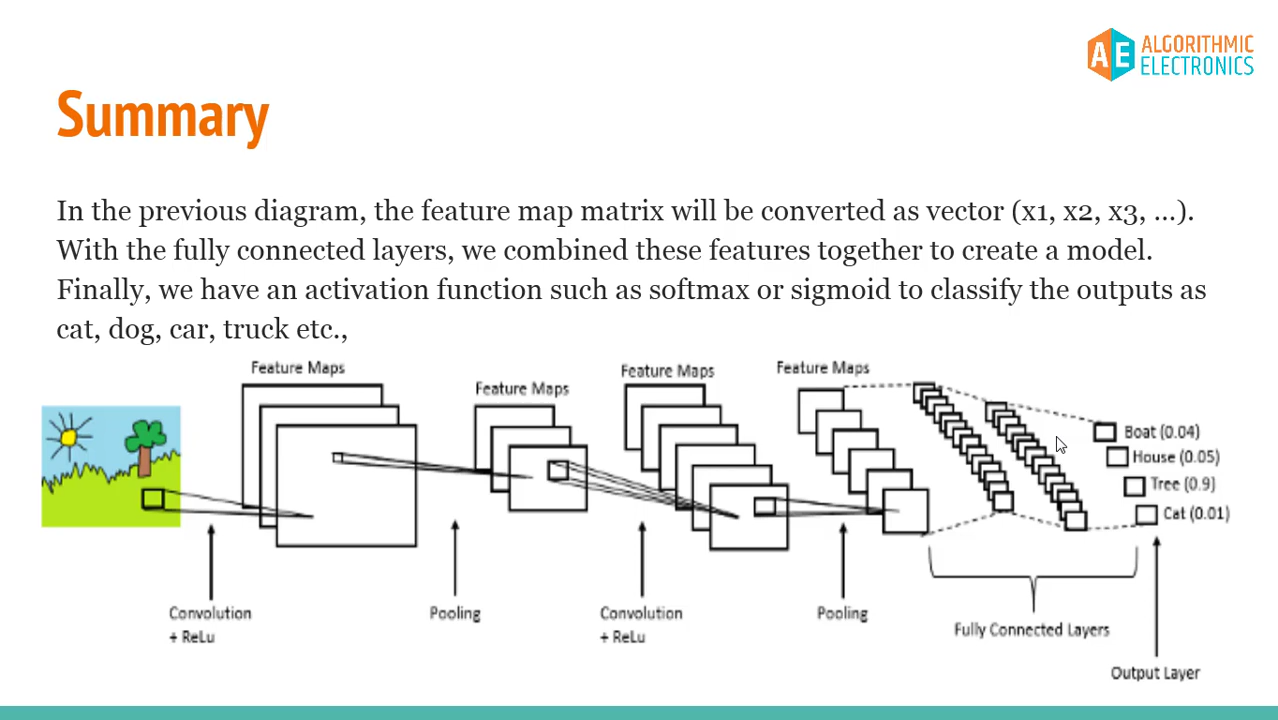 AE ALGORITHMIC
ELECTRONICS
Summary
In the previous diagram, the feature map matrix will be converted as vector (x1, x2, x3, …).
With the fully connected layers, we combined these features together to create a model.
Finally, we have an activation function such as softmax or sigmoid to classify the outputs as
cat, dog, car, truck etc.,
Feature Maps
Feature Maps
Feature Maps
Feature Maps
Boat (0.04)
House (0.05)
Tree (0.9)
Cat (0.01)
Convolution
+ ReLu
Pooling
Convolution
+ ReLu
Pooling
Fully Connected Layers
Output Layer